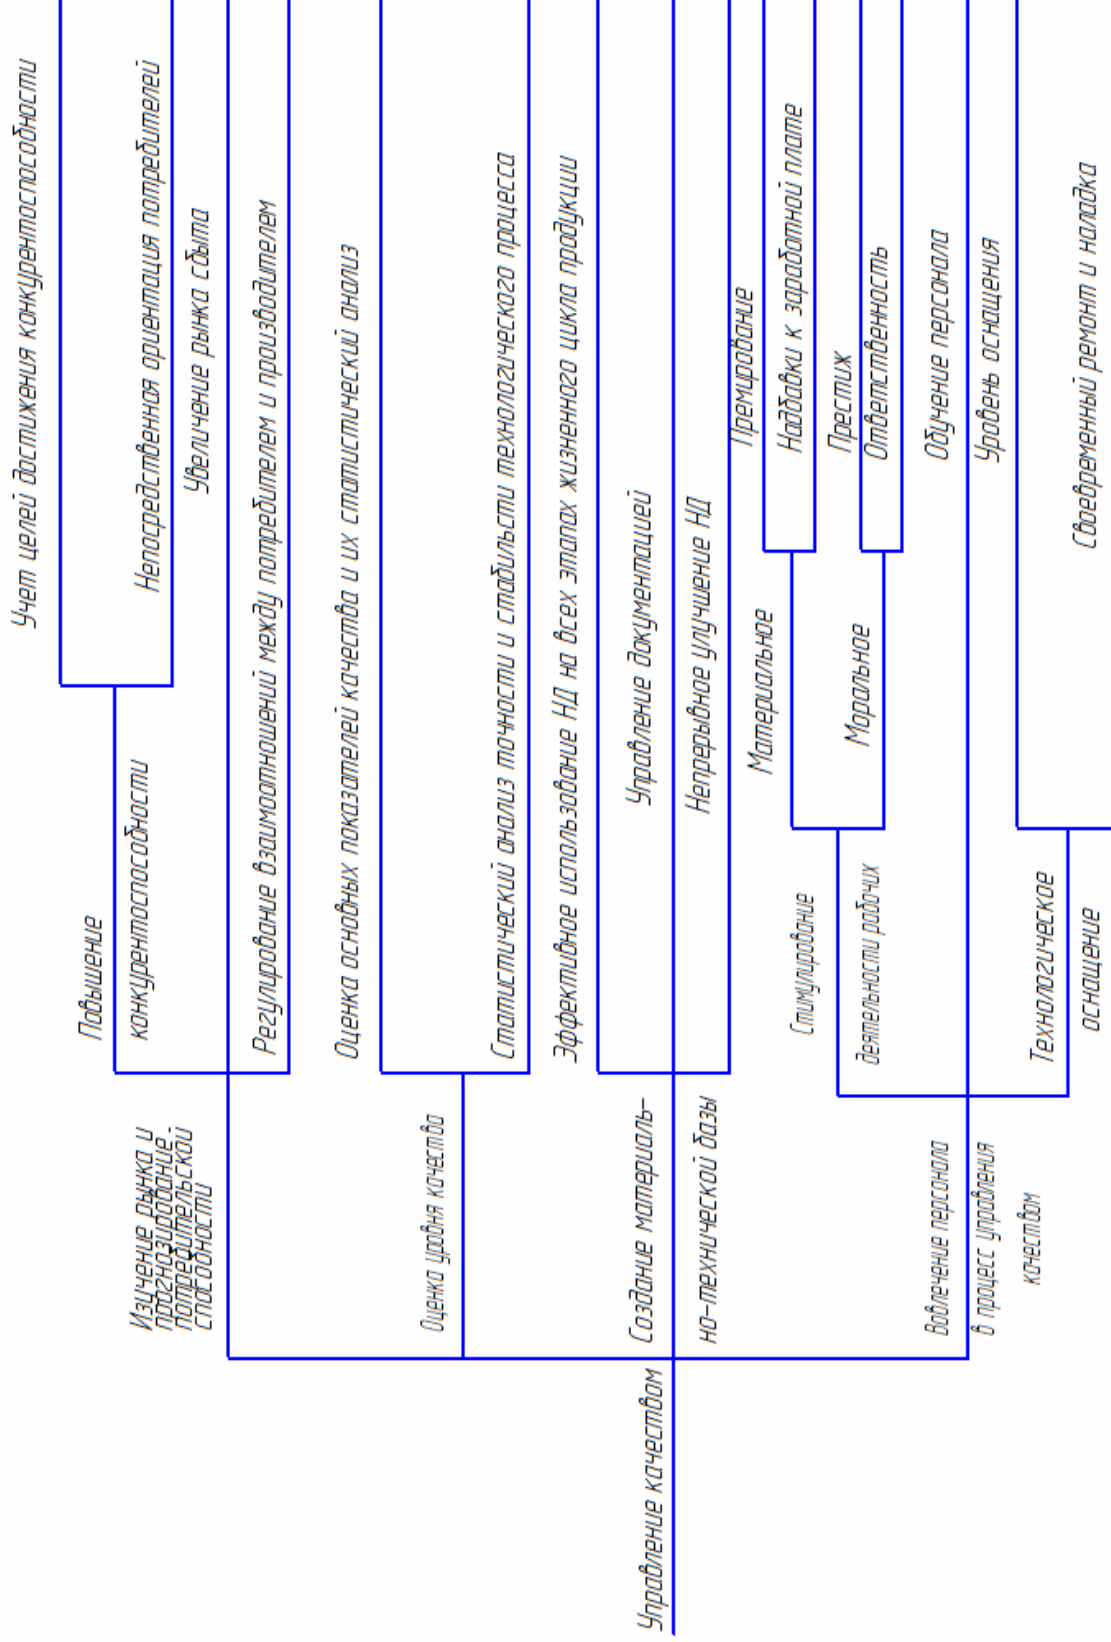 Управление качеством
Изучение рынка и
прогнозирование
потребительской
способности
Оценка уровня качества
Создание материаль-
но-технической базы
Вовлечение персонала
в процесс управления
качеством
Повышение
конкурентоспособности
Учет целей достижения конкурентоспособности
Непосредственная ориентация потребителей
Увеличение рынка сбыта
Регулирование взаимоотношений между потребителем и производителем
Оценка основных показателей качества и их статистический анализ
Статистический анализ точности и стабильсти технологического процесса
Эффективное использование НД на всех этапах жизненного цикла продукции
Управление документацией
Непрерывное улучшение НД
Стимулирование
деятельности рабочих
Материальное
Премирование
Надбавки к заработной плате
Моральное
Престиж
Ответственность
Обучение персонала
Технологическое
оснащение
Уровень оснащения
Своевременный ремонт и наладка